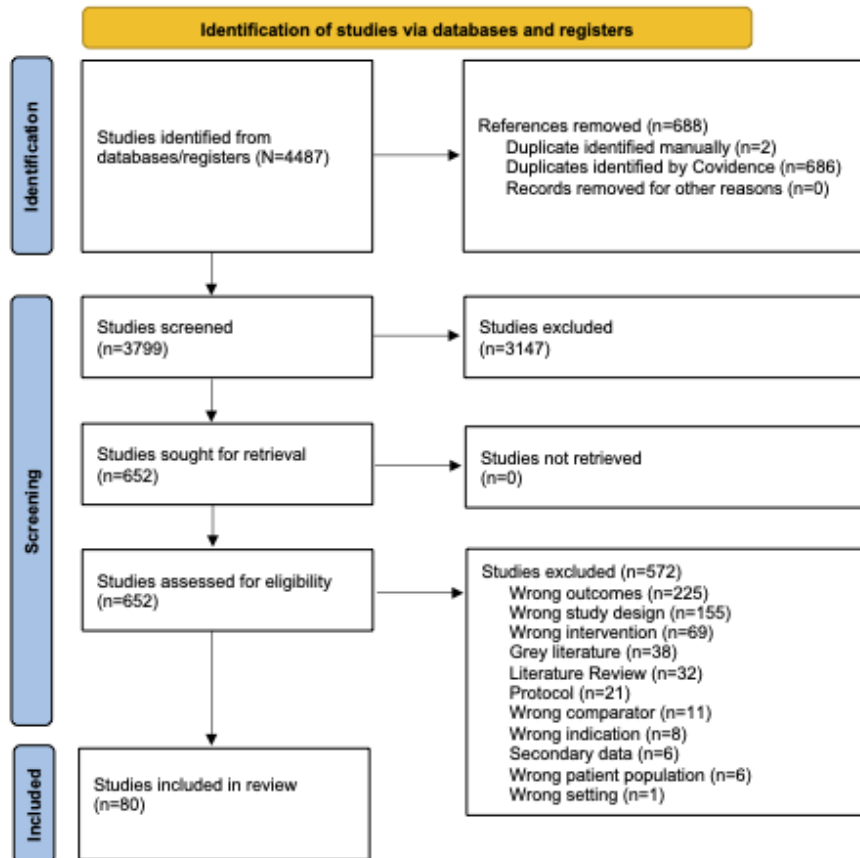 Identification of studies via databases and registers
Identification
Studies identified from
databases/registers (N=4487)
References removed (n=688)
Duplicate identified manually (n=2)
Duplicates identified by Covidence (n=686)
Records removed for other reasons (n=0)
Screening
Studies screened
(n=3799)
Studies excluded
(n=3147)
Studies sought for retrieval
(n=652)
Studies not retrieved
(n=0)
Studies assessed for eligibility
(n=652)
Studies excluded (n=572)
Wrong outcomes (n=225)
Wrong study design (n=155)
Wrong intervention (n=69)
Grey literature (n=38)
Literature Review (n=32)
Protocol (n=21)
Wrong comparator (n=11)
Wrong indication (n=8)
Secondary data (n=6)
Wrong patient population (n=6)
Wrong setting (n=1)
Included
Studies included in review
(n=80)